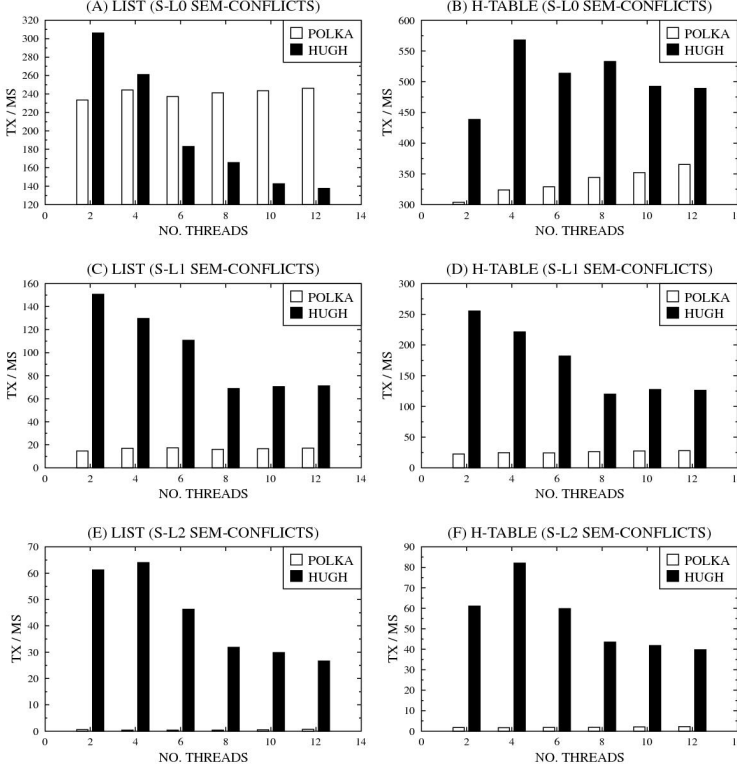 (A) LIST (S-L0 SEM-CONFLICTS)
320
300
280
260
240
220
200
180
160
140
120
TX / MS
POLKA
HUGH
0 2 4 6 8 10 12 14
NO. THREADS
(B) H-TABLE (S-L0 SEM-CONFLICTS)
600
550
500
450
400
350
300
TX / MS
POLKA
HUGH
0 2 4 6 8 10 12
NO. THREADS
(C) LIST (S-L1 SEM-CONFLICTS)
160
140
120
100
80
60
40
20
0
TX / MS
POLKA
HUGH
0 2 4 6 8 10 12 14
NO. THREADS
(D) H-TABLE (S-L1 SEM-CONFLICTS)
300
250
200
150
100
50
0
TX / MS
POLKA
HUGH
0 2 4 6 8 10 12
NO. THREADS
(E) LIST (S-L2 SEM-CONFLICTS)
70
60
50
40
30
20
10
0
TX / MS
POLKA
HUGH
0 2 4 6 8 10 12 14
NO. THREADS
(F) H-TABLE (S-L2 SEM-CONFLICTS)
90
80
70
60
50
40
30
20
10
0
TX / MS
POLKA
HUGH
0 2 4 6 8 10 12
NO. THREADS